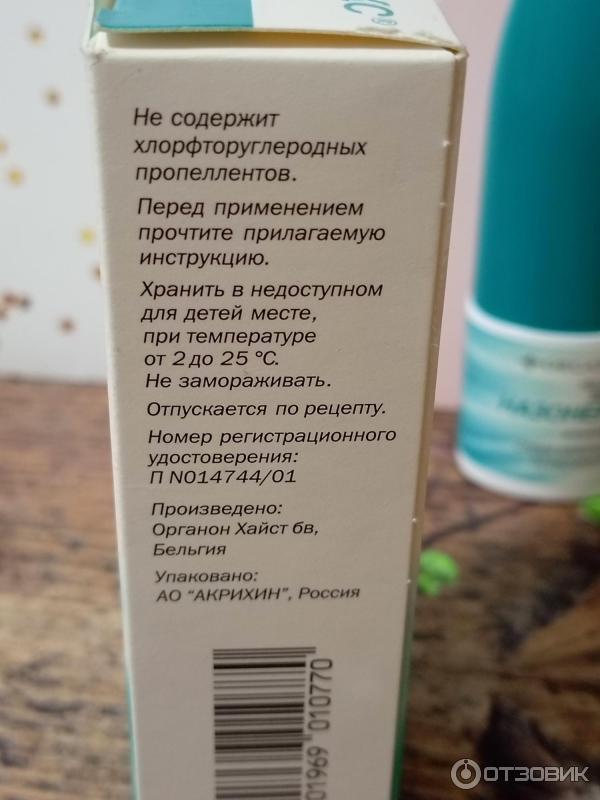 Не содержит
хлорфторуглеродных
пропеллентов.
Перед применением
прочтите прилагаемую
инструкцию.
Хранить в недоступном
для детей месте,
при температуре
от 2 до 25 °C.
Не замораживать.
Отпускается по рецепту.
Номер регистрационного
удостоверения:
П N014744/01
Произведено:
Органон Хайст бв,
Бельгия
Упаковано:
АО “АКРИХИН”, Россия
01969 010770
ОТЗОВИК